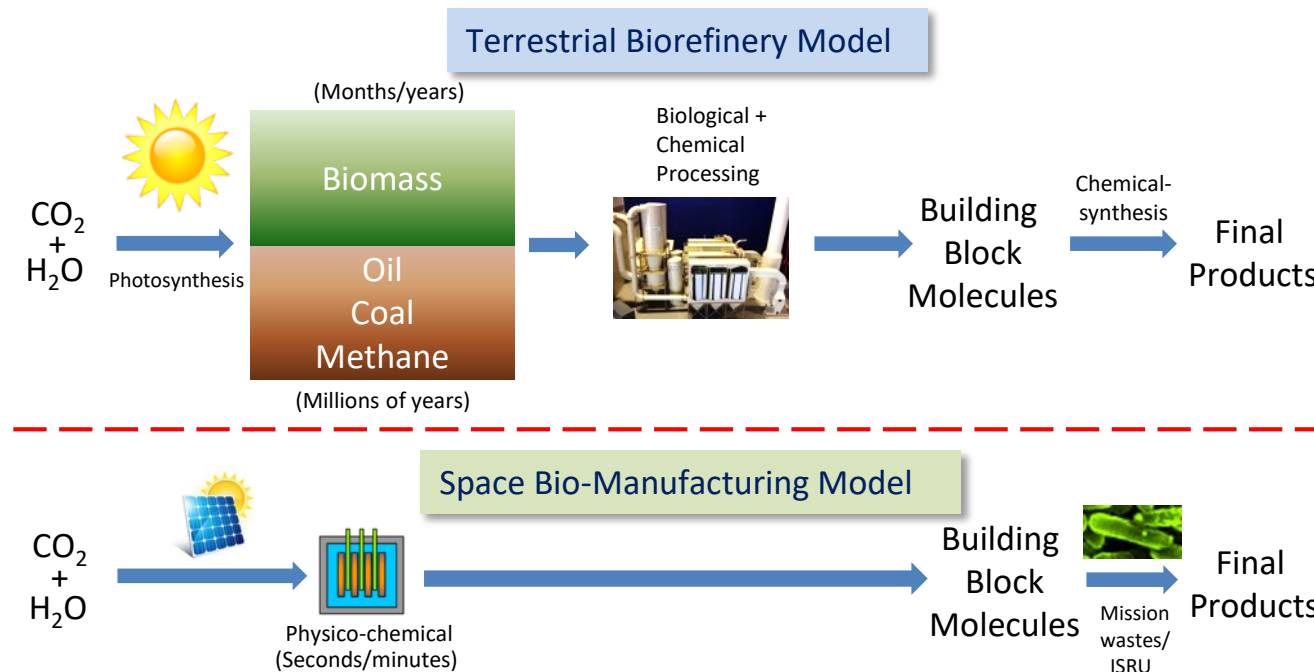 Terrestrial Biorefinery Model
(Months/years)
Biomass
Oil
Coal
Methane
(Millions of years)
CO₂
+
H₂O
Photosynthesis
Biological +
Chemical
Processing
Building
Block
Molecules
Chemical-
synthesis
Final
Products
Space Bio-Manufacturing Model
CO₂
+
H₂O
Physico-chemical
(Seconds/minutes)
Building
Block
Molecules
Mission
wastes/
ISRU
Final
Products